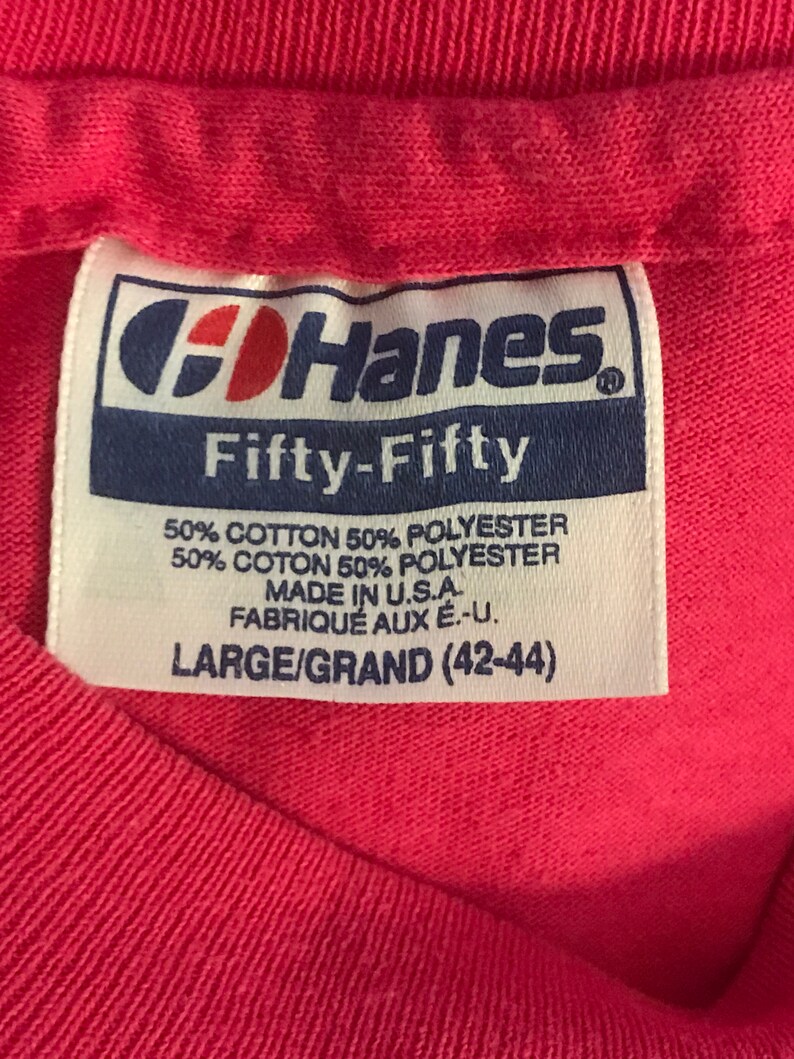 Hanes®
Fifty-Fifty
50% COTTON 50% POLYESTER
50% COTON 50% POLYESTER
MADE IN U.S.A.
FABRIQUÉ AUX É.-U.
LARGE/GRAND (42-44)